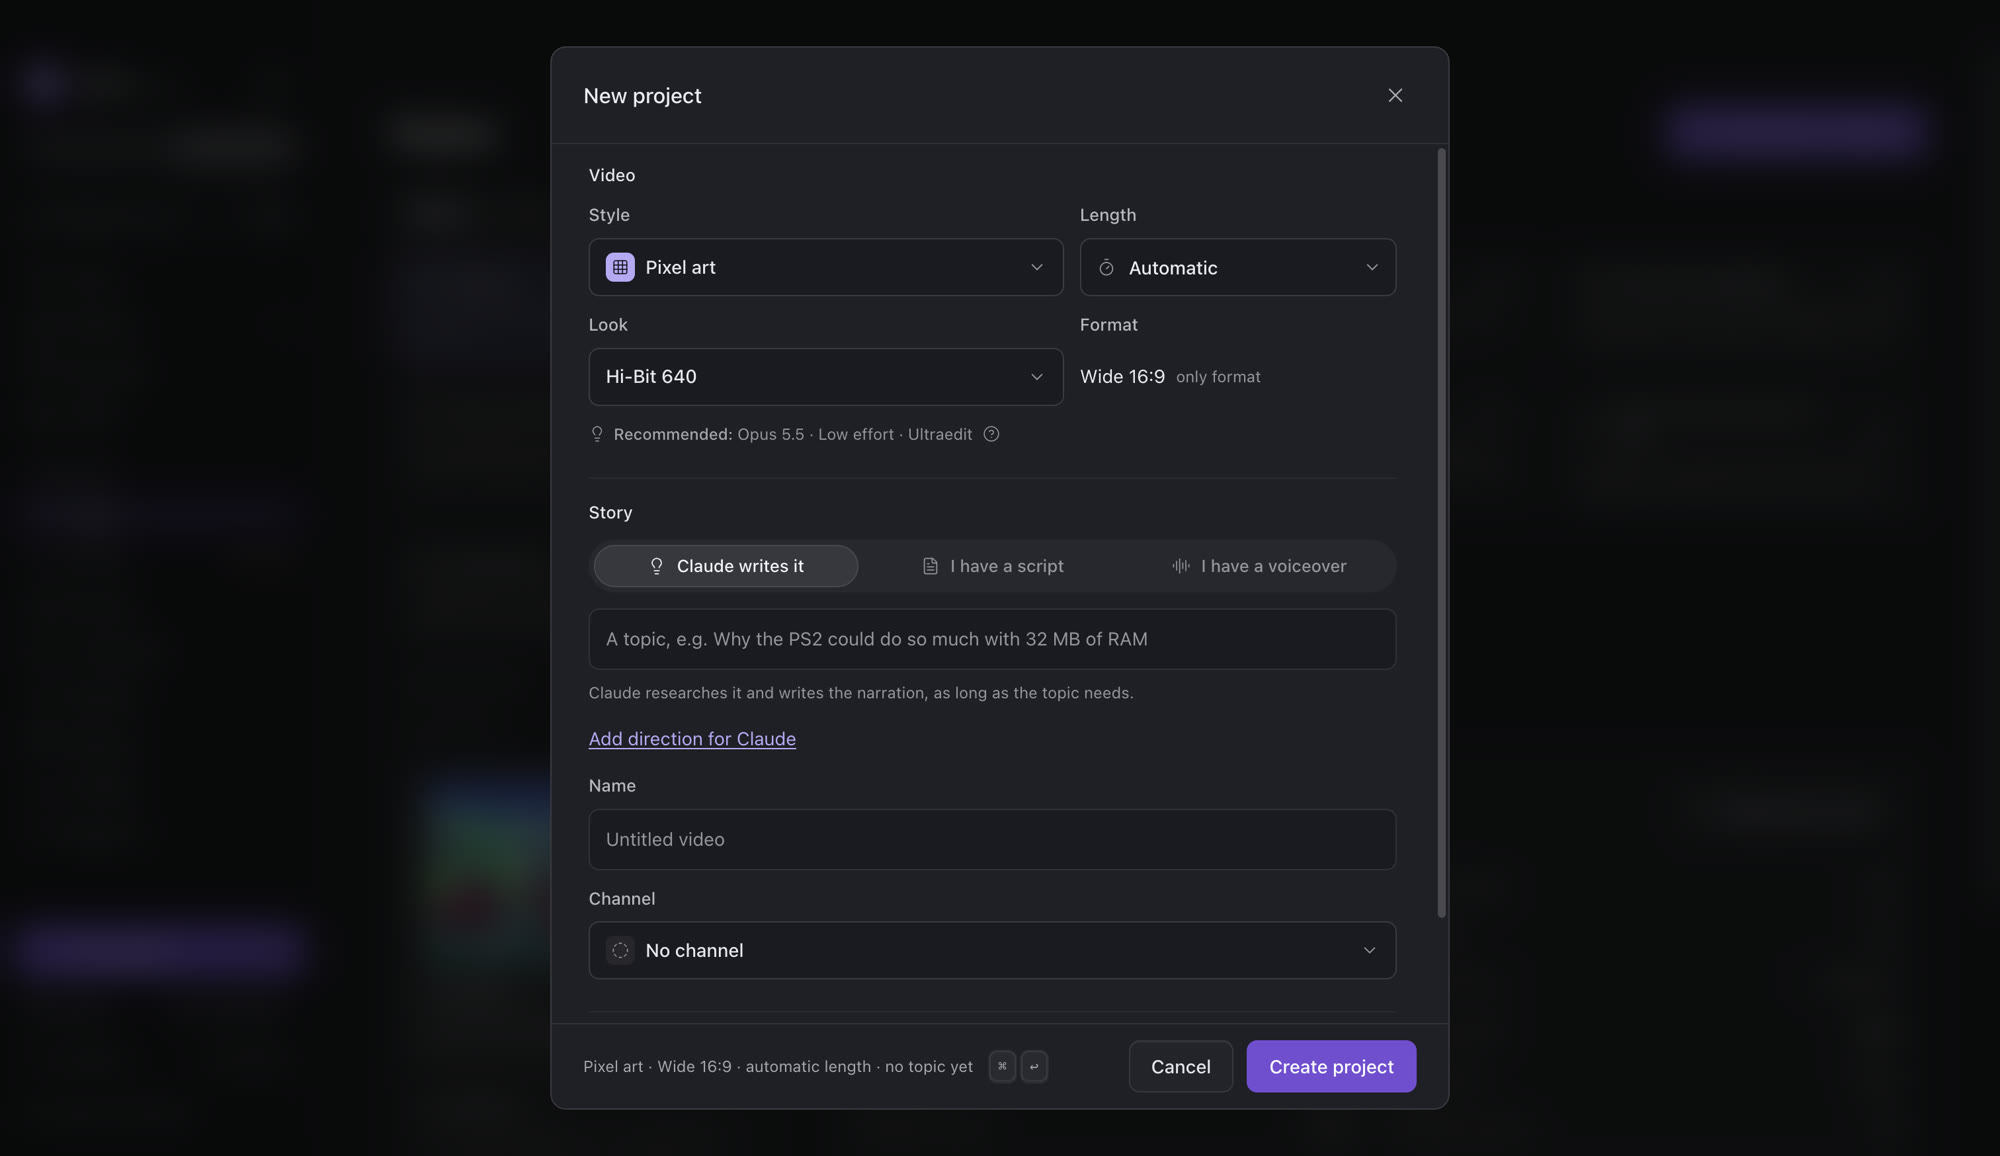 New project
Video
Style
Length
Pixel art
Automatic
Look
Format
Hi-Bit 640
Wide 16:9 only format
Recommended: Opus 5.5 · Low effort · Ultraedit
Story
Claude writes it
I have a script
I have a voiceover
A topic, e.g. Why the PS2 could do so much with 32 MB of RAM
Claude researches it and writes the narration, as long as the topic needs.
Add direction for Claude
Name
Untitled video
Channel
No channel
Pixel art · Wide 16:9 · automatic length · no topic yet ⌘ ↩
Cancel
Create project